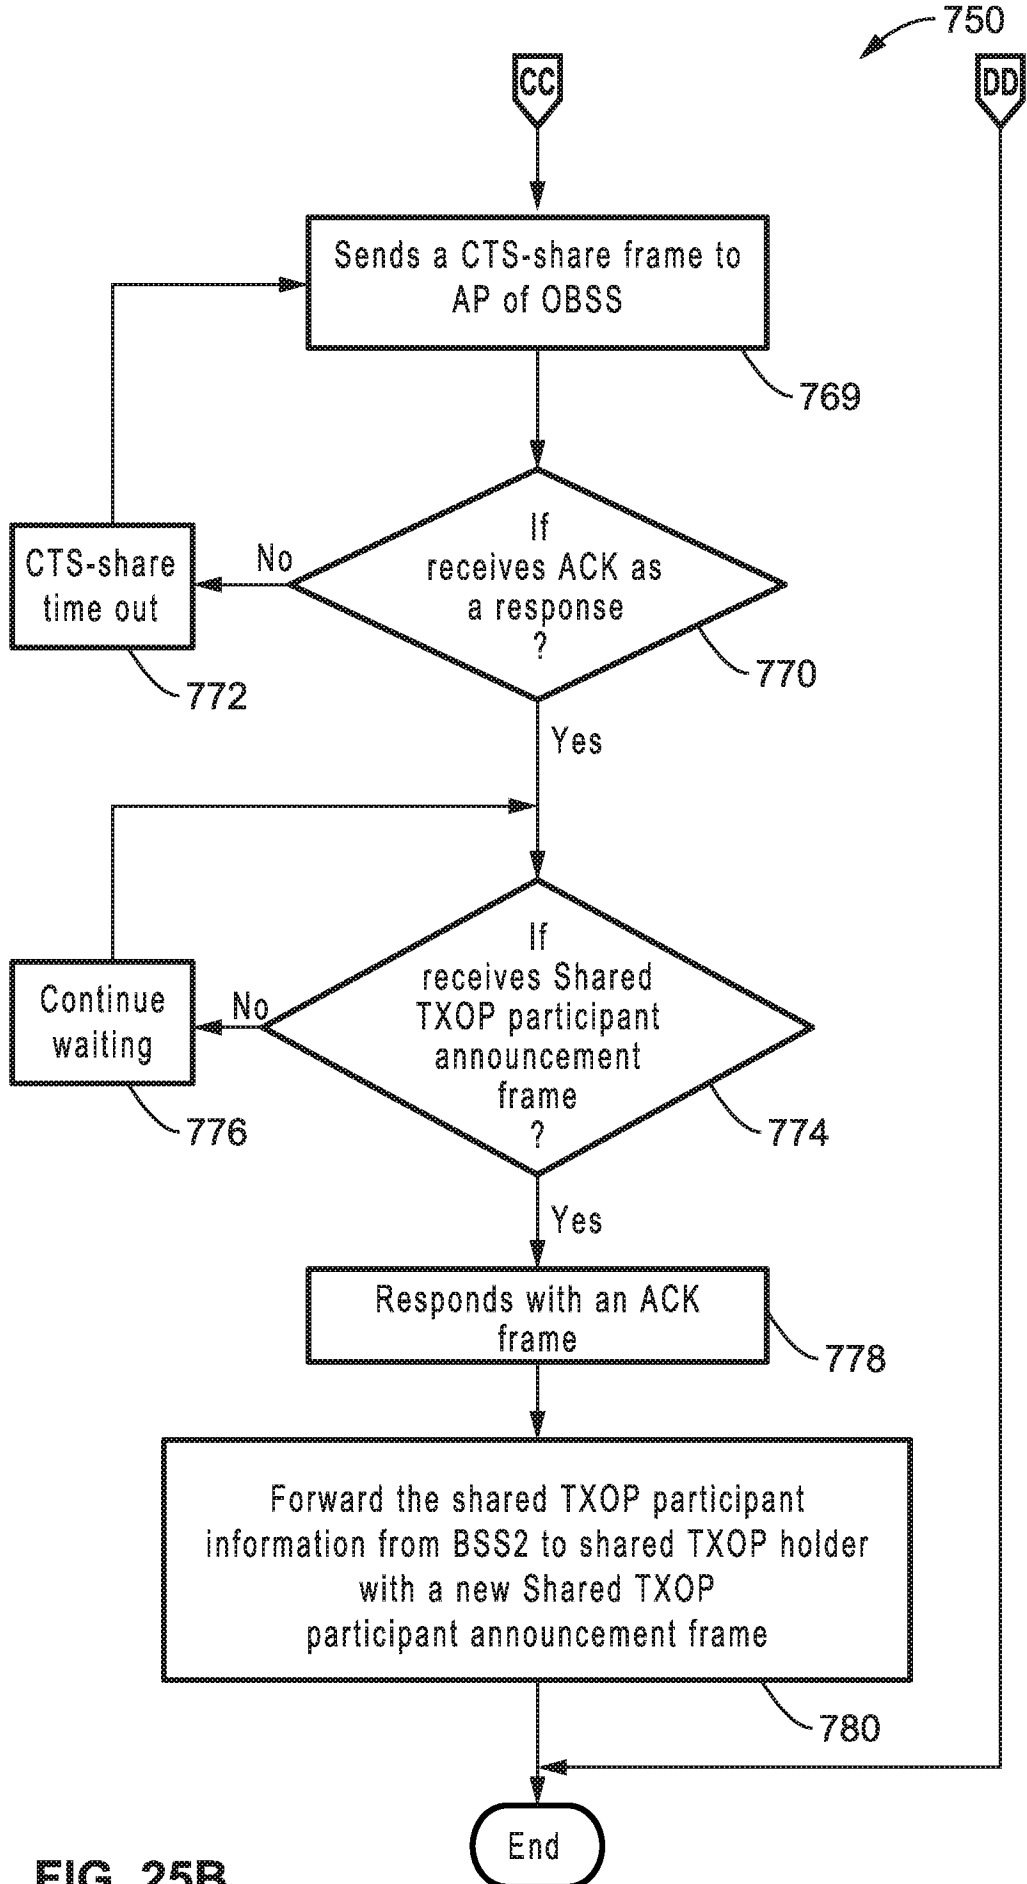 750
CC
DD
Sends a CTS-share frame to
AP of OBSS
769
If
receives ACK as
a response
?
No
CTS-share
time out
772
770
Yes
If
receives Shared
TXOP participant
announcement
frame
?
No
Continue
waiting
776
774
Yes
Responds with an ACK
frame
778
Forward the shared TXOP participant
information from BSS2 to shared TXOP holder
with a new Shared TXOP
participant announcement frame
780
End
FIG. 25B